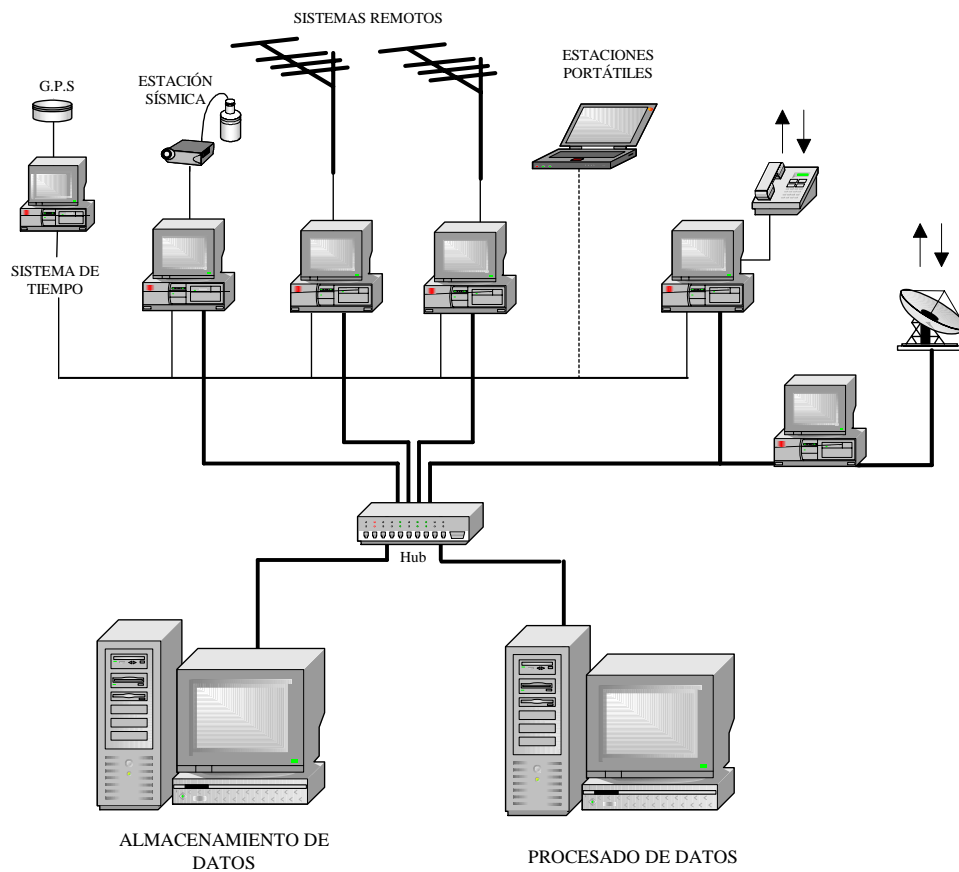 SISTEMAS REMOTOS
ESTACIONES
PORTÁTILES
G.P.S
ESTACIÓN
SÍSMICA
SISTEMA DE
TIEMPO
Hub
ALMACENAMIENTO DE
DATOS
PROCESADO DE DATOS